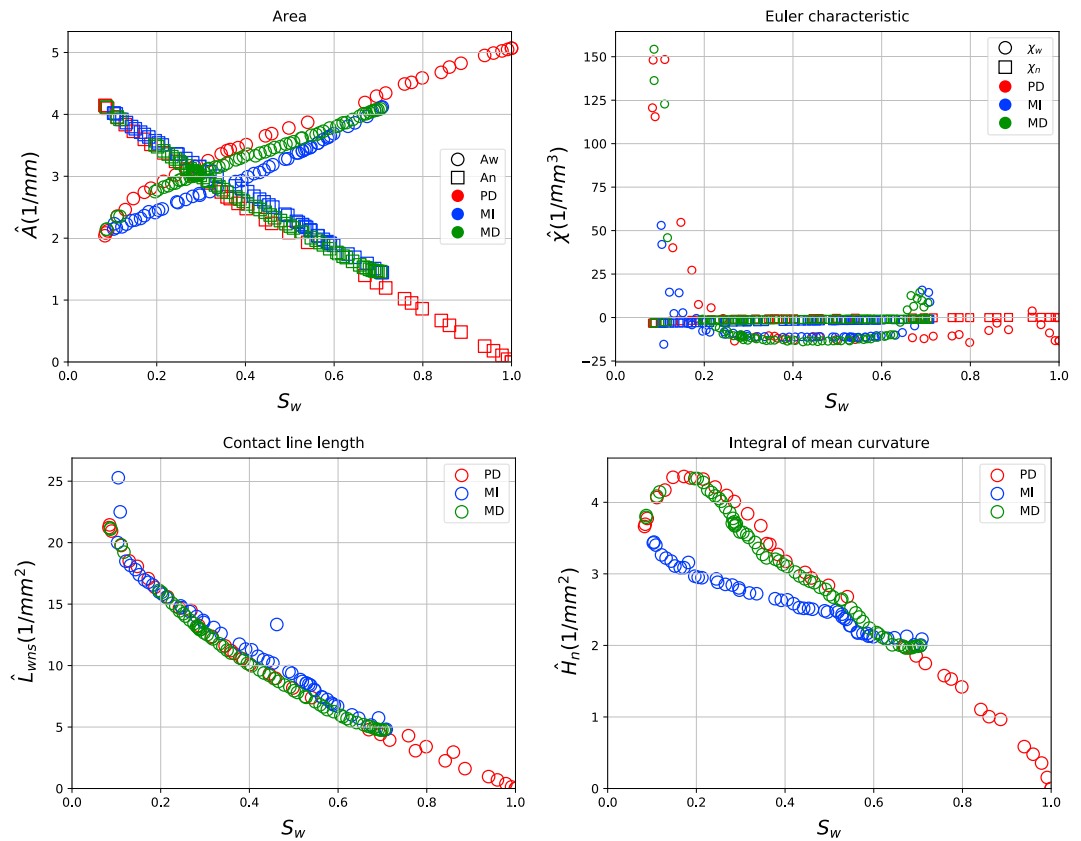 Area
5
4
3
2
1
0
0.0 0.2 0.4 0.6 0.8 1.0
Â(1/mm)
S_w
Aw
An
PD
MI
MD
Euler characteristic
150
125
100
75
50
25
0
−25
0.0 0.2 0.4 0.6 0.8 1.0
χ̂(1/mm³)
S_w
χ_w
χ_n
PD
MI
MD
Contact line length
25
20
15
10
5
0
0.0 0.2 0.4 0.6 0.8 1.0
L̂_wns(1/mm²)
S_w
PD
MI
MD
Integral of mean curvature
4
3
2
1
0
0.0 0.2 0.4 0.6 0.8 1.0
Ĥ_n(1/mm²)
S_w
PD
MI
MD